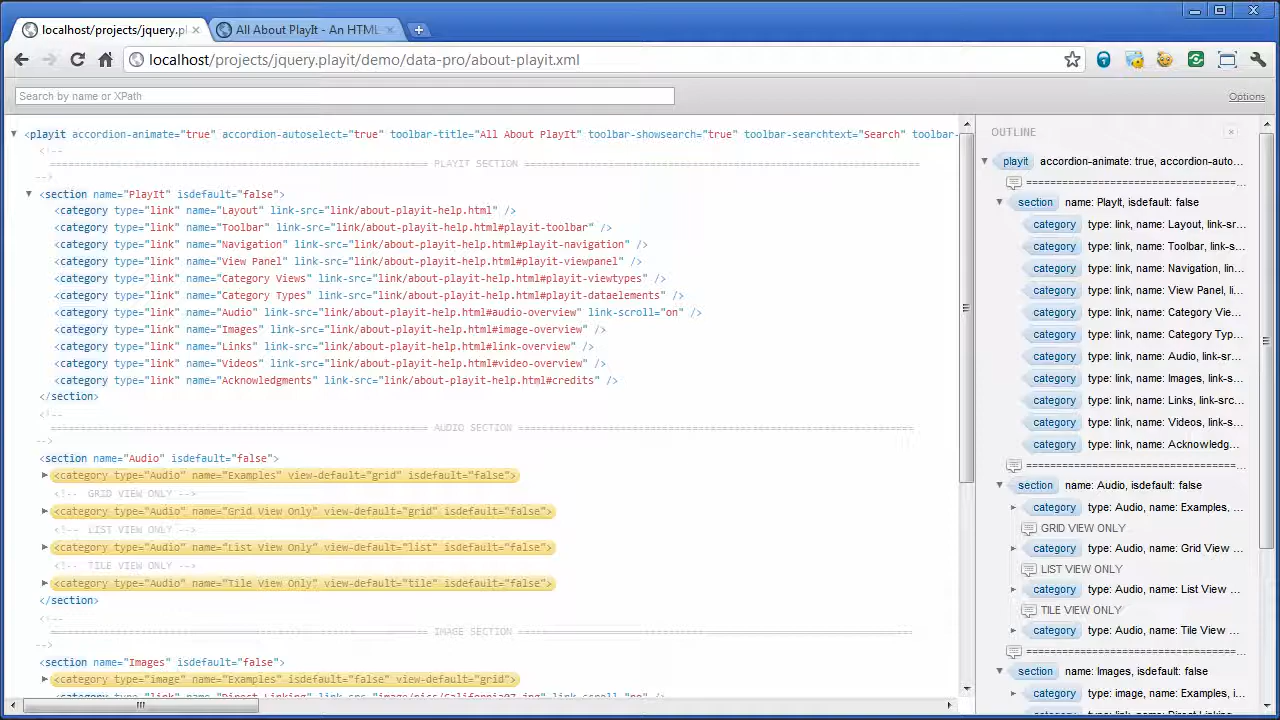 localhost/projects/jquery.pl
All About PlayIt - An HTML
localhost/projects/jquery.playit/demo/data-pro/about-playit.xml
Search by name or XPath
Options
<playit accordion-animate="true" accordion-autoselect="true" toolbar-title="All About PlayIt" toolbar-showsearch="true" toolbar-searchtext="Search" toolbar-
<!--
================================================================ PLAYIT SECTION ==================================================================
-->
<section name="PlayIt" isdefault="false">
<category type="link" name="Layout" link-src="link/about-playit-help.html" />
<category type="link" name="Toolbar" link-src="link/about-playit-help.html#playit-toolbar" />
<category type="link" name="Navigation" link-src="link/about-playit-help.html#playit-navigation" />
<category type="link" name="View Panel" link-src="link/about-playit-help.html#playit-viewpanel" />
<category type="link" name="Category Views" link-src="link/about-playit-help.html#playit-viewtypes" />
<category type="link" name="Category Types" link-src="link/about-playit-help.html#playit-dataelements" />
<category type="link" name="Audio" link-src="link/about-playit-help.html#audio-overview" link-scroll="on" />
<category type="link" name="Images" link-src="link/about-playit-help.html#image-overview" />
<category type="link" name="Links" link-src="link/about-playit-help.html#link-overview" />
<category type="link" name="Videos" link-src="link/about-playit-help.html#video-overview" />
<category type="link" name="Acknowledgments" link-src="link/about-playit-help.html#credits" />
</section>
<!--
================================================================ AUDIO SECTION ==================================================================
-->
<section name="Audio" isdefault="false">
<category type="Audio" name="Examples" view-default="grid" isdefault="false">
<!-- GRID VIEW ONLY -->
<category type="Audio" name="Grid View Only" view-default="grid" isdefault="false">
<!-- LIST VIEW ONLY -->
<category type="Audio" name="List View Only" view-default="list" isdefault="false">
<!-- TILE VIEW ONLY -->
<category type="Audio" name="Tile View Only" view-default="tile" isdefault="false">
</section>
<!--
================================================================ IMAGE SECTION ==================================================================
-->
<section name="Images" isdefault="false">
<category type="image" name="Examples" isdefault="false" view-default="grid">
<category type="link" name="Direct Linking" link-src="image/pics/California07.jpg" link-scroll="no" />
OUTLINE
playit accordion-animate: true, accordion-auto...
==================================...
section name: PlayIt, isdefault: false
category type: link, name: Layout, link-sr...
category type: link, name: Toolbar, link-s...
category type: link, name: Navigation, lin...
category type: link, name: View Panel, li...
category type: link, name: Category Vie...
category type: link, name: Category Typ...
category type: link, name: Audio, link-sr...
category type: link, name: Images, link-s...
category type: link, name: Links, link-src...
category type: link, name: Videos, link-s...
category type: link, name: Acknowledg...
==================================...
section name: Audio, isdefault: false
category type: Audio, name: Examples, ...
GRID VIEW ONLY
category type: Audio, name: Grid View ...
LIST VIEW ONLY
category type: Audio, name: List View ...
TILE VIEW ONLY
category type: Audio, name: Tile View ...
==================================...
section name: Images, isdefault: false
category type: image, name: Examples, i...
category type: link, name: Direct Linking